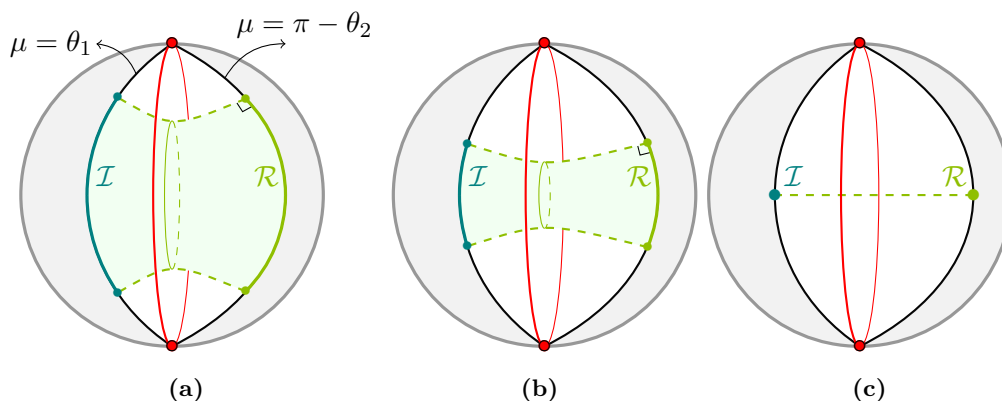 μ = θ₁
μ = π − θ₂
ℐ ℛ
ℐ ℛ
ℐ ℛ
(a) (b) (c)